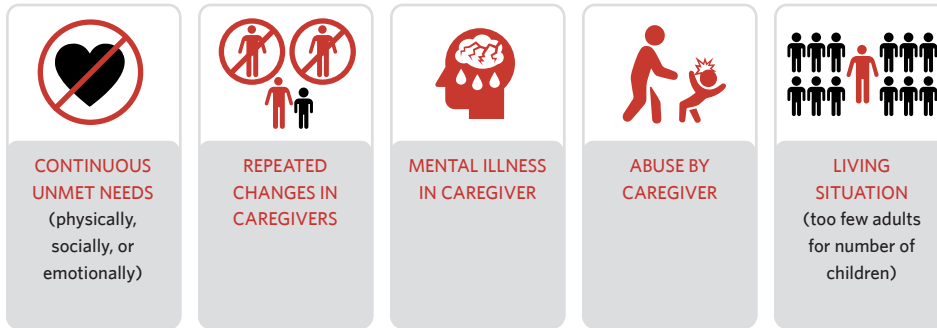 CONTINUOUS
UNMET NEEDS
(physically,
socially, or
emotionally)
REPEATED
CHANGES IN
CAREGIVERS
MENTAL ILLNESS
IN CAREGIVER
ABUSE BY
CAREGIVER
LIVING
SITUATION
(too few adults
for number of
children)